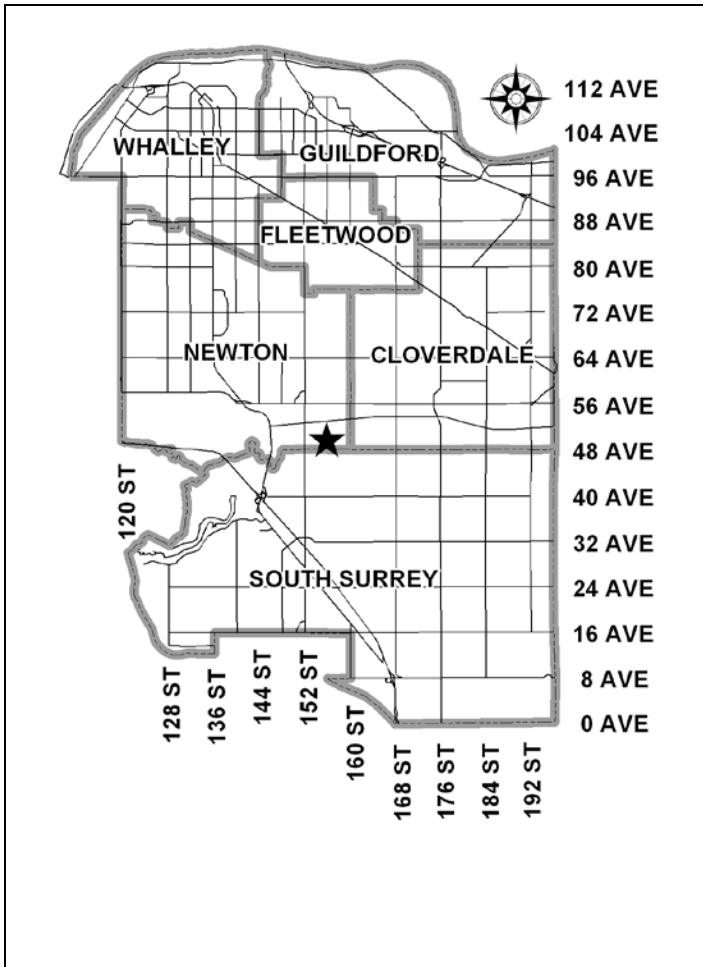 112 AVE
104 AVE
WHALLEY
GUILDFORD
96 AVE
88 AVE
FLEETWOOD
80 AVE
72 AVE
NEWTON
CLOVERDALE
64 AVE
56 AVE
48 AVE
120 ST
40 AVE
32 AVE
SOUTH SURREY
24 AVE
16 AVE
128 ST
136 ST
144 ST
152 ST
8 AVE
160 ST
0 AVE
168 ST
176 ST
184 ST
192 ST